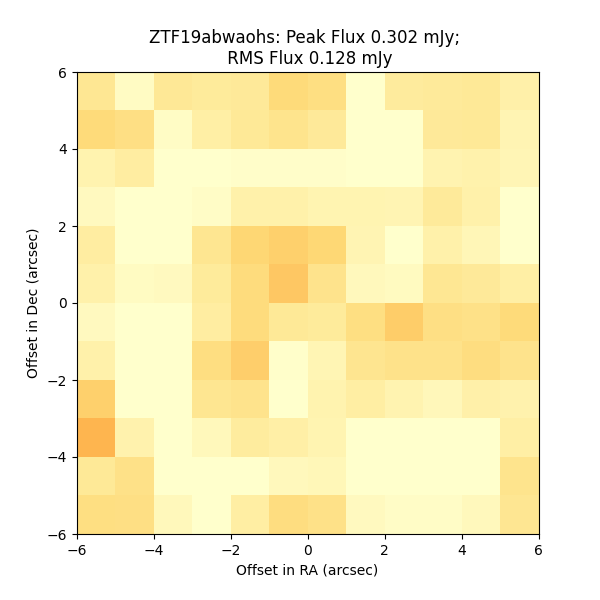 ZTF19abwaohs: Peak Flux 0.302 mJy;
RMS Flux 0.128 mJy
6
4
2
0
−2
−4
−6
Offset in Dec (arcsec)
−6 −4 −2 0 2 4 6
Offset in RA (arcsec)